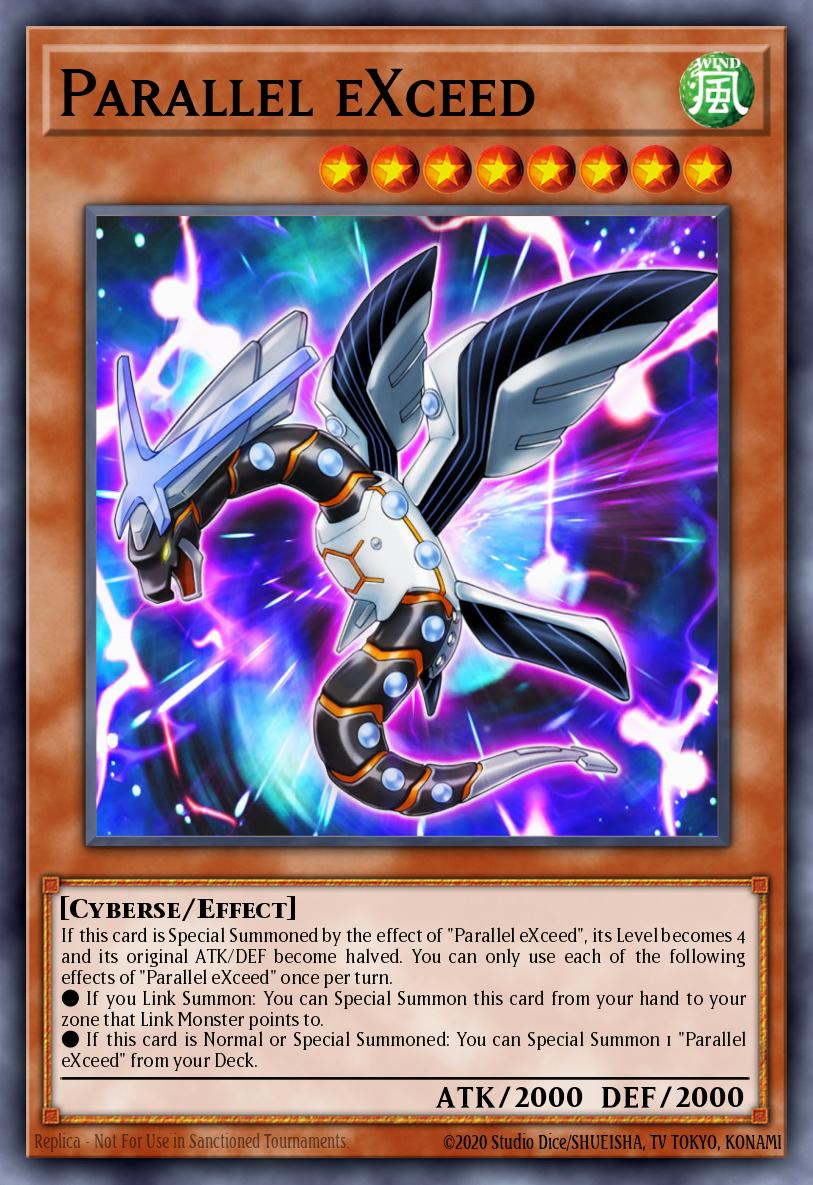 Parallel eXceed
WIND
風
[Cyberse/Effect]
If this card is Special Summoned by the effect of "Parallel eXceed", its Level becomes 4
and its original ATK/DEF become halved. You can only use each of the following
effects of "Parallel eXceed" once per turn.
● If you Link Summon: You can Special Summon this card from your hand to your
zone that Link Monster points to.
● If this card is Normal or Special Summoned: You can Special Summon 1 "Parallel
eXceed" from your Deck.
ATK/2000 DEF/2000
Replica - Not For Use in Sanctioned Tournaments.
©2020 Studio Dice/SHUEISHA, TV TOKYO, KONAMI